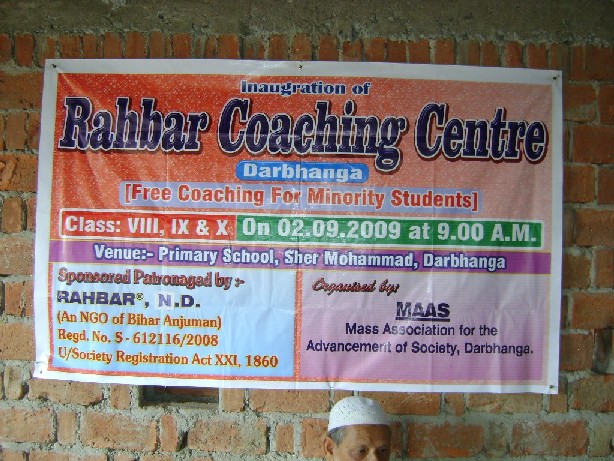 Inaugration of
Rahbar Coaching Centre
Darbhanga
[Free Coaching For Minority Students]
Class: VIII, IX & X On 02.09.2009 at 9.00 A.M.
Venue:- Primary School, Sher Mohammad, Darbhanga
Sponsored Patronaged by :-
RAHBAR®, N.D.
(An NGO of Bihar Anjuman)
Regd. No. S - 612116/2008
U/Society Registration Act XXI, 1860
Organised by:
MAAS
Mass Association for the
Advancement of Society, Darbhanga.